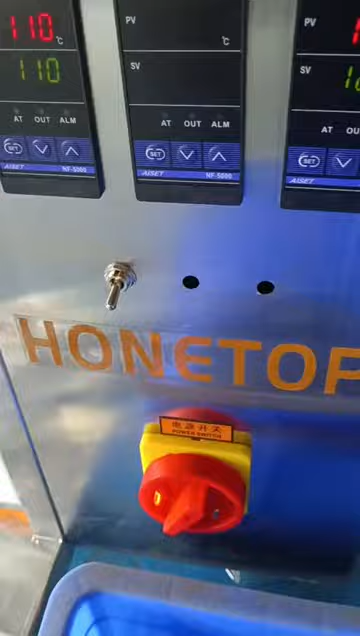 110 °C
110
AT OUT ALM
SET
AISET NF-5000
PV
°C
SV
AT OUT ALM
SET
AISET NF-5000
PV
SV
AT
SET
AISET
HONETOP
电源开关
POWER SWITCH